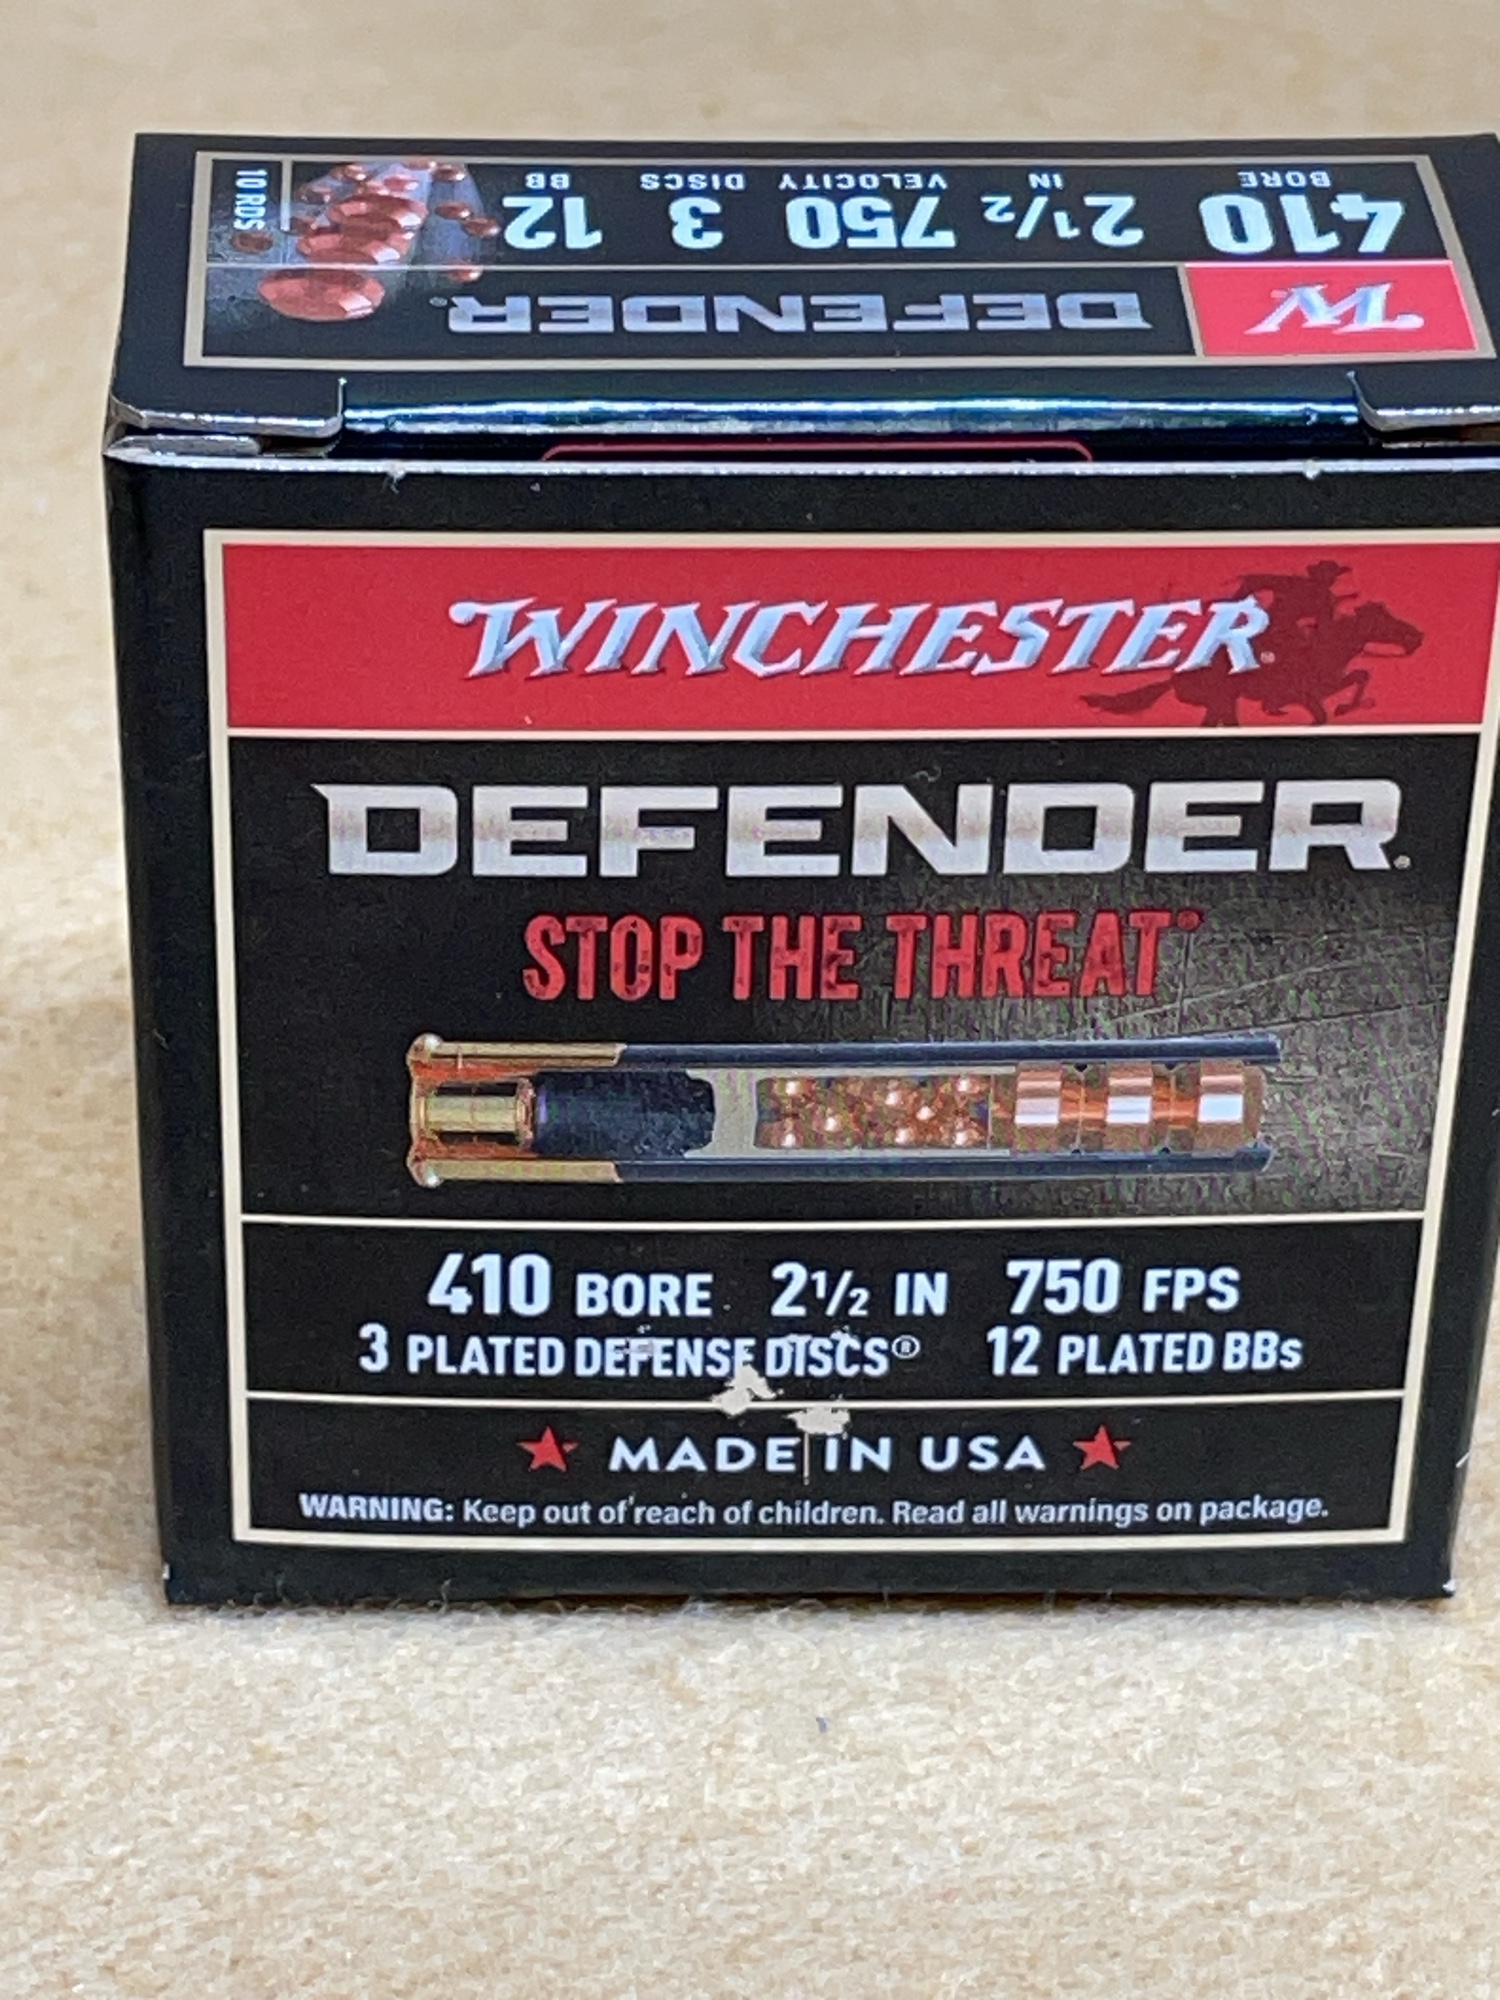 10 RDS
410 2½ 750 3 12
BORE IN VELOCITY DISCS BB
W DEFENDER®
WINCHESTER®
DEFENDER®
STOP THE THREAT®
410 BORE 2½ IN 750 FPS
3 PLATED DEFENSE DISCS® 12 PLATED BBs
MADE IN USA
WARNING: Keep out of reach of children. Read all warnings on package.